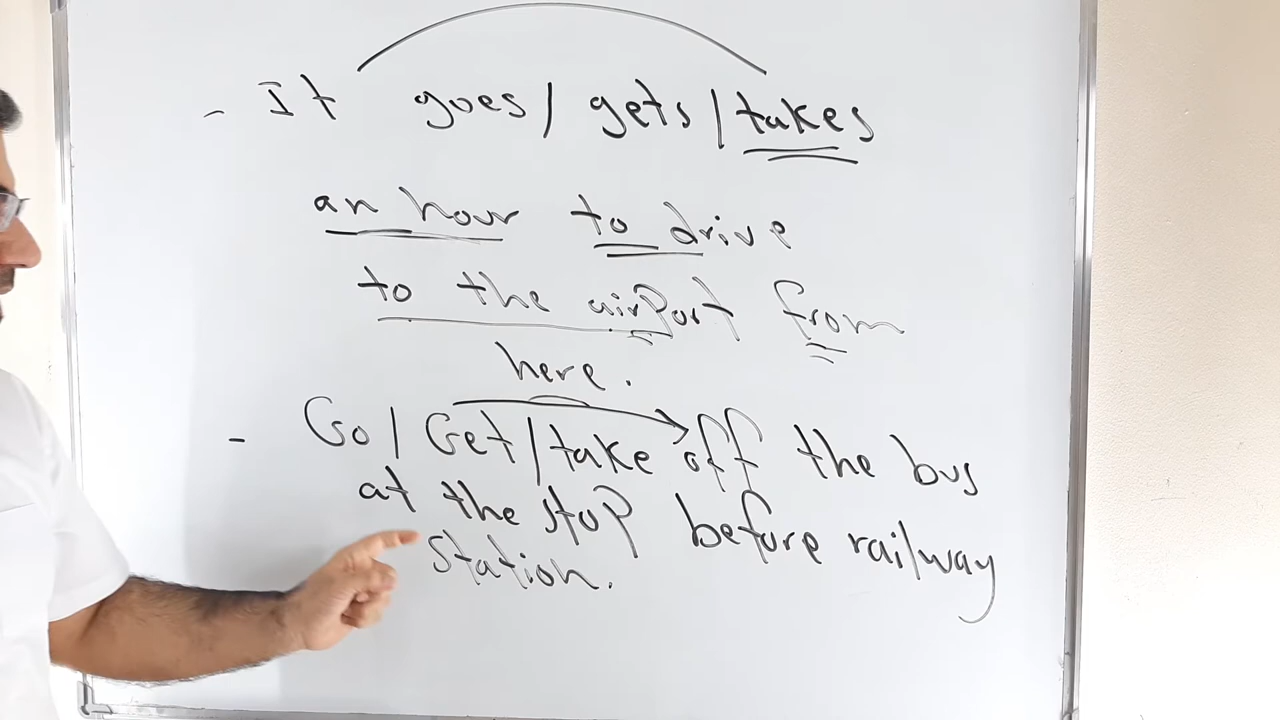 - It goes/gets/takes
an hour to drive
to the airport from
here.
- Go/Get/take off the bus
at the stop before railway
Station.